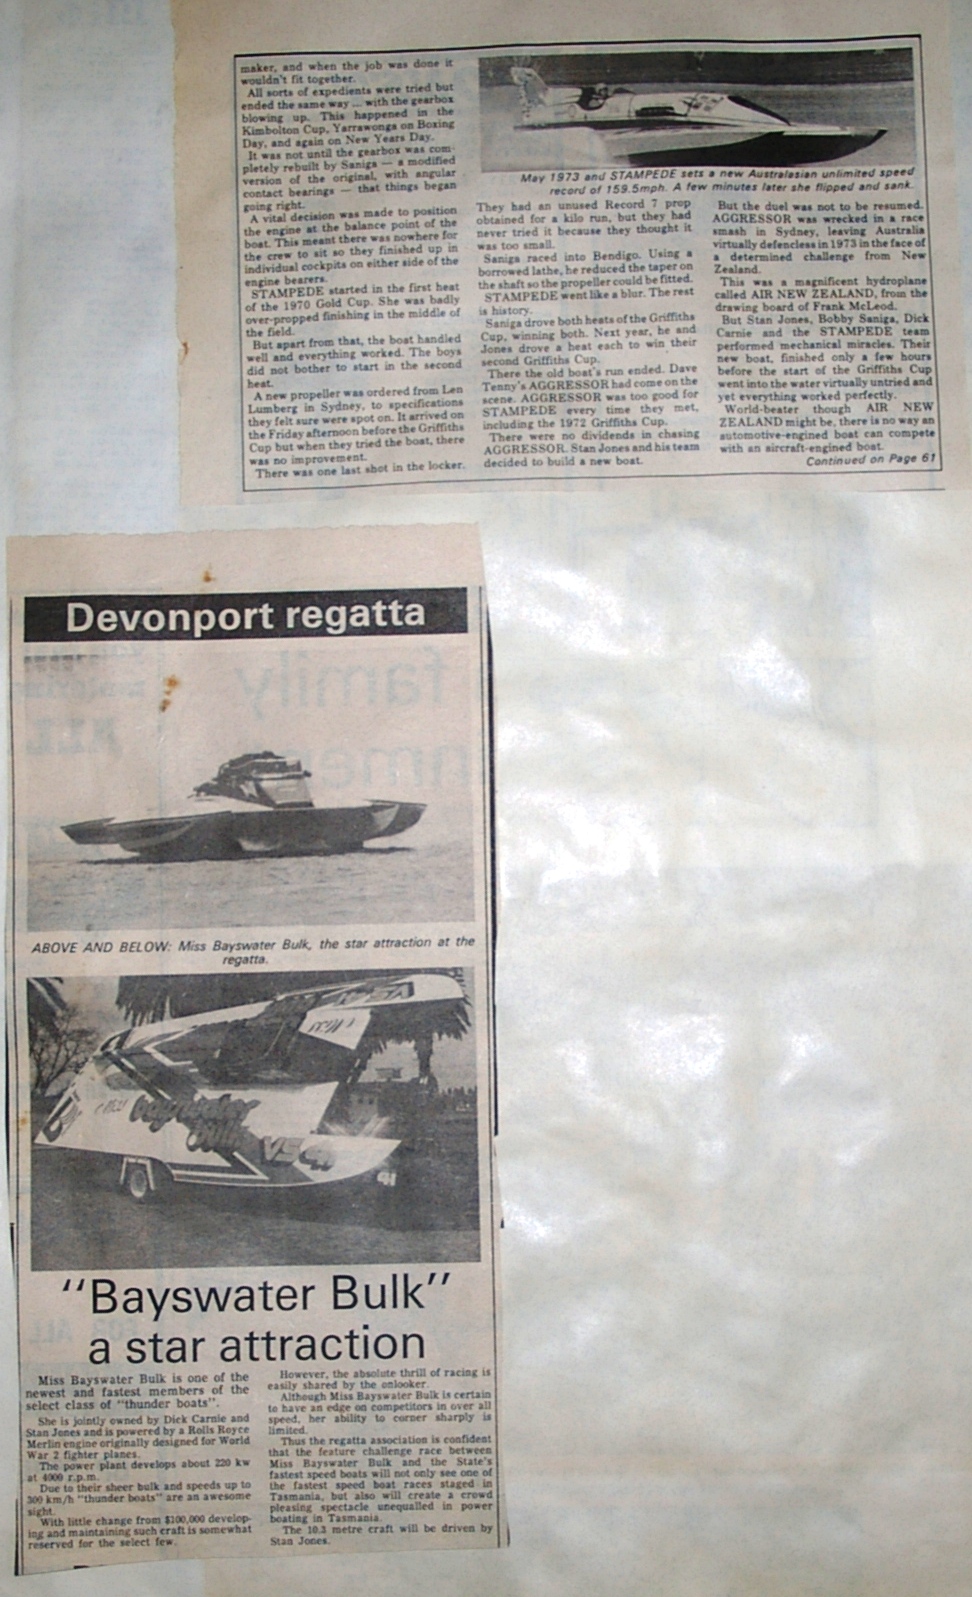 maker, and when the job was done it
wouldn't fit together.
All sorts of expedients were tried but
ended the same way ... with the gearbox
blowing up. This happened in the
Kimbolton Cup, Yarrawonga on Boxing
Day, and again on New Years Day.
It was not until the gearbox was com-
pletely rebuilt by Saniga — a modified
version of the original, with angular
contact bearings — that things began
going right.
A vital decision was made to position
the engine at the balance point of the
boat. This meant there was nowhere for
the crew to sit so they finished up in
individual cockpits on either side of the
engine bearers.
STAMPEDE started in the first heat
of the 1970 Gold Cup. She was badly
over-propped finishing in the middle of
the field.
But apart from that, the boat handled
well and everything worked. The boys
did not bother to start in the second
heat.
A new propeller was ordered from Len
Lumberg in Sydney, to specifications
they felt sure were spot on. It arrived on
the Friday afternoon before the Griffiths
Cup but when they tried the boat, there
was no improvement.
There was one last shot in the locker.
May 1973 and STAMPEDE sets a new Australasian unlimited speed
record of 159.5mph. A few minutes later she flipped and sank.
They had an unused Record 7 prop
obtained for a kilo run, but they had
never tried it because they thought it
was too small.
Saniga raced into Bendigo. Using a
borrowed lathe, he reduced the taper on
the shaft so the propeller could be fitted.
STAMPEDE went like a blur. The rest
is history.
Saniga drove both heats of the Griffiths
Cup, winning both. Next year, he and
Jones drove a heat each to win their
second Griffiths Cup.
There the old boat's run ended. Dave
Tenny's AGGRESSOR had come on the
scene. AGGRESSOR was too good for
STAMPEDE every time they met,
including the 1972 Griffiths Cup.
There were no dividends in chasing
AGGRESSOR. Stan Jones and his team
decided to build a new boat.
But the duel was not to be resumed.
AGGRESSOR was wrecked in a race
smash in Sydney, leaving Australia
virtually defenceless in 1973 in the face of
a determined challenge from New
Zealand.
This was a magnificent hydroplane
called AIR NEW ZEALAND, from the
drawing board of Frank McLeod.
But Stan Jones, Bobby Saniga, Dick
Carnie and the STAMPEDE team
performed mechanical miracles. Their
new boat, finished only a few hours
before the start of the Griffiths Cup
went into the water virtually untried and
yet everything worked perfectly.
World-beater though AIR NEW
ZEALAND might be, there is no way an
automotive-engined boat can compete
with an aircraft-engined boat.
Continued on Page 61
Devonport regatta
ABOVE AND BELOW: Miss Bayswater Bulk, the star attraction at the
regatta.
MISS
bayswater
Bulk
"Bayswater Bulk"
a star attraction
Miss Bayswater Bulk is one of the
newest and fastest members of the
select class of "thunder boats".
She is jointly owned by Dick Carnie and
Stan Jones and is powered by a Rolls Royce
Merlin engine originally designed for World
War 2 fighter planes.
The power plant develops about 220 kw
at 4000 r.p.m.
Due to their sheer bulk and speeds up to
300 km/h "thunder boats" are an awesome
sight.
With little change from $100,000 develop-
ing and maintaining such craft is somewhat
reserved for the select few.
However, the absolute thrill of racing is
easily shared by the onlooker.
Although Miss Bayswater Bulk is certain
to have an edge on competitors in over all
speed, her ability to corner sharply is
limited.
Thus the regatta association is confident
that the feature challenge race between
Miss Bayswater Bulk and the State's
fastest speed boats will not only see one of
the fastest speed boat races staged in
Tasmania, but also will create a crowd
pleasing spectacle unequalled in power
boating in Tasmania.
The 10.3 metre craft will be driven by
Stan Jones.